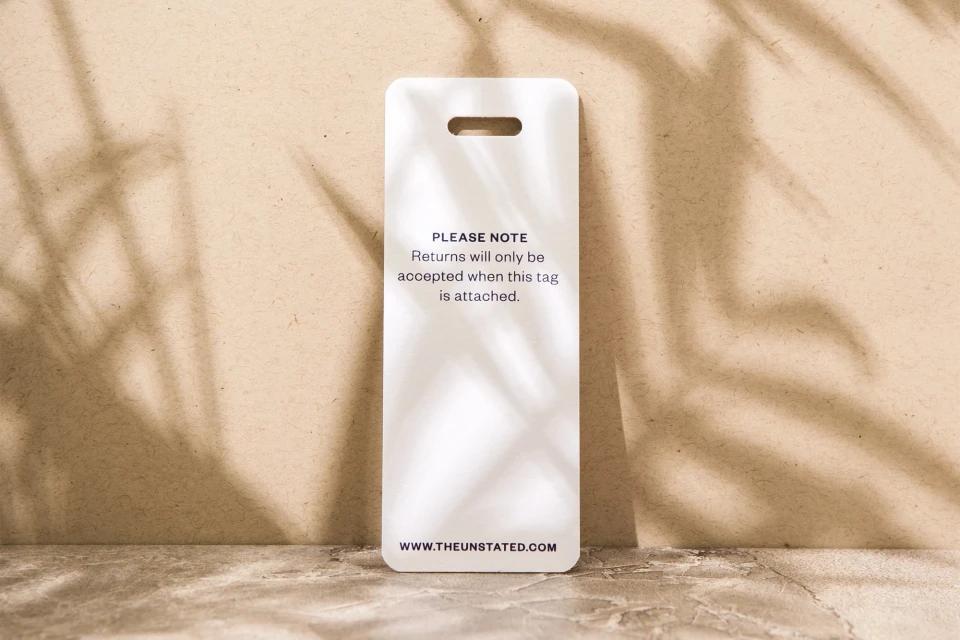 PLEASE NOTE
Returns will only be
accepted when this tag
is attached.
WWW.THEUNSTATED.COM